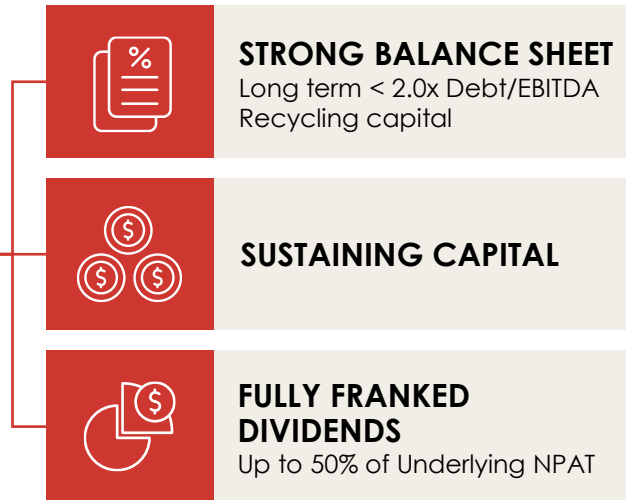 %
STRONG BALANCE SHEET
Long term < 2.0x Debt/EBITDA
Recycling capital
$
$ $
SUSTAINING CAPITAL
$
FULLY FRANKED
DIVIDENDS
Up to 50% of Underlying NPAT